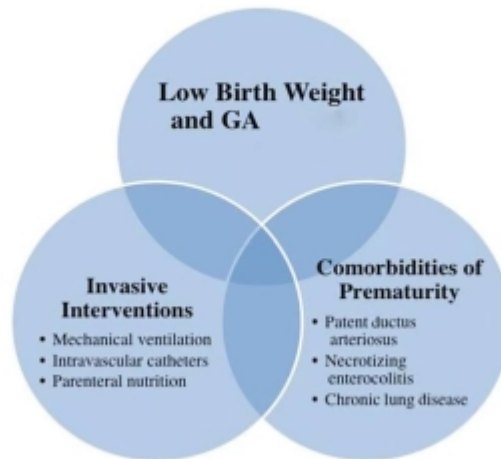 Low Birth Weight
and GA
Invasive
Interventions
• Mechanical ventilation
• Intravascular catheters
• Parenteral nutrition
Comorbidities of
Prematurity
• Patent ductus
arteriosus
• Necrotizing
enterocolitis
• Chronic lung disease